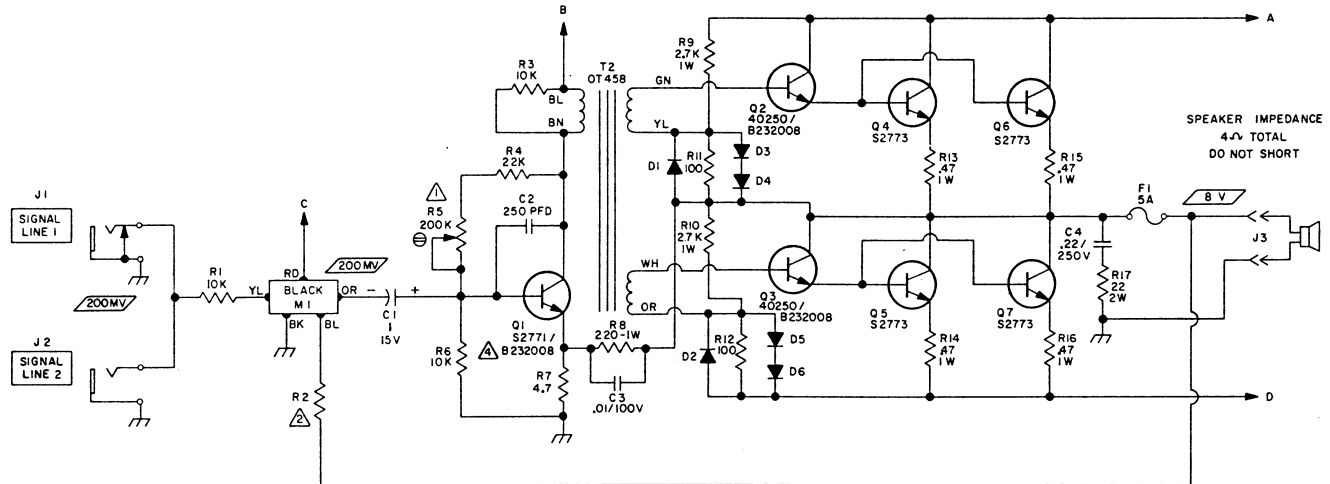 A
B
R9
2.7K
1W
R3
10K
T2
OT458
BL
BN
GN
YL
Q2
40250/
B232008
Q4
S2773
Q6
S2773
SPEAKER IMPEDANCE
4Ω TOTAL
DO NOT SHORT
D1
R11
100
D3
D4
R13
.47
1W
R15
.47
1W
R4
22K
1
R5
200K
C2
250 PFD
J1
SIGNAL
LINE 1
C
200MV
F1
5A
8 V
J3
R10
2.7K
1W
C4
.22/
250V
R17
22
2W
R1
10K
200MV
YL
RD
BLACK
M1
OR
BK
BL
-
+
C1
1
15V
WH
OR
Q3
40250/
B232008
Q5
S2773
Q7
S2773
Q1
S2771/
B232008
4
R8
220-1W
R6
10K
R7
4.7
C3
.01/100V
D2
R12
100
D5
D6
R14
.47
1W
R16
.47
1W
J2
SIGNAL
LINE 2
R2
2
D